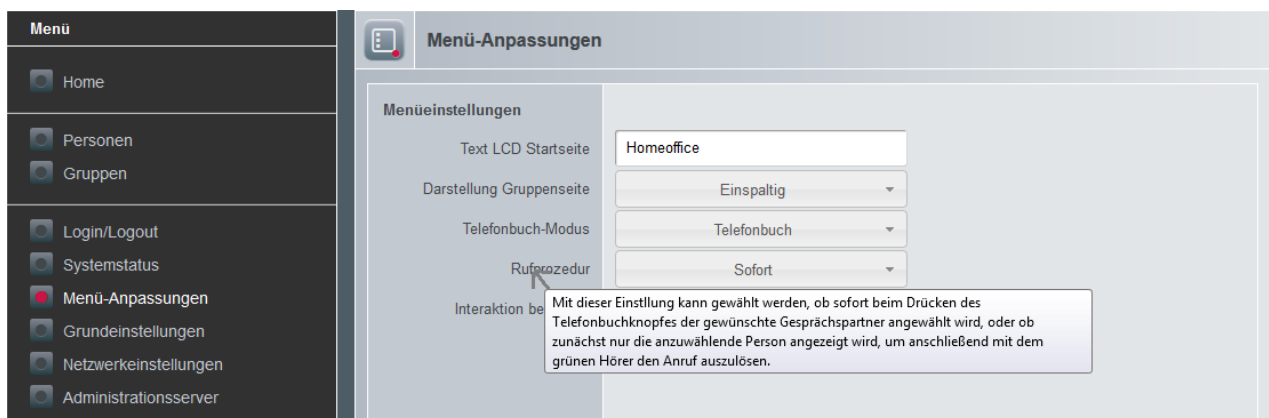 Menü
Home
Personen
Gruppen
Login/Logout
Systemstatus
Menü-Anpassungen
Grundeinstellungen
Netzwerkeinstellungen
Administrationsserver
Menü-Anpassungen
Menüeinstellungen
Text LCD Startseite Homeoffice
Darstellung Gruppenseite Einspaltig
Telefonbuch-Modus Telefonbuch
Rufprozedur Sofort
Interaktion be
Mit dieser Einstllung kann gewählt werden, ob sofort beim Drücken des
Telefonbuchknopfes der gewünschte Gesprächspartner angewählt wird, oder ob
zunächst nur die anzuwählende Person angezeigt wird, um anschließend mit dem
grünen Hörer den Anruf auszulösen.